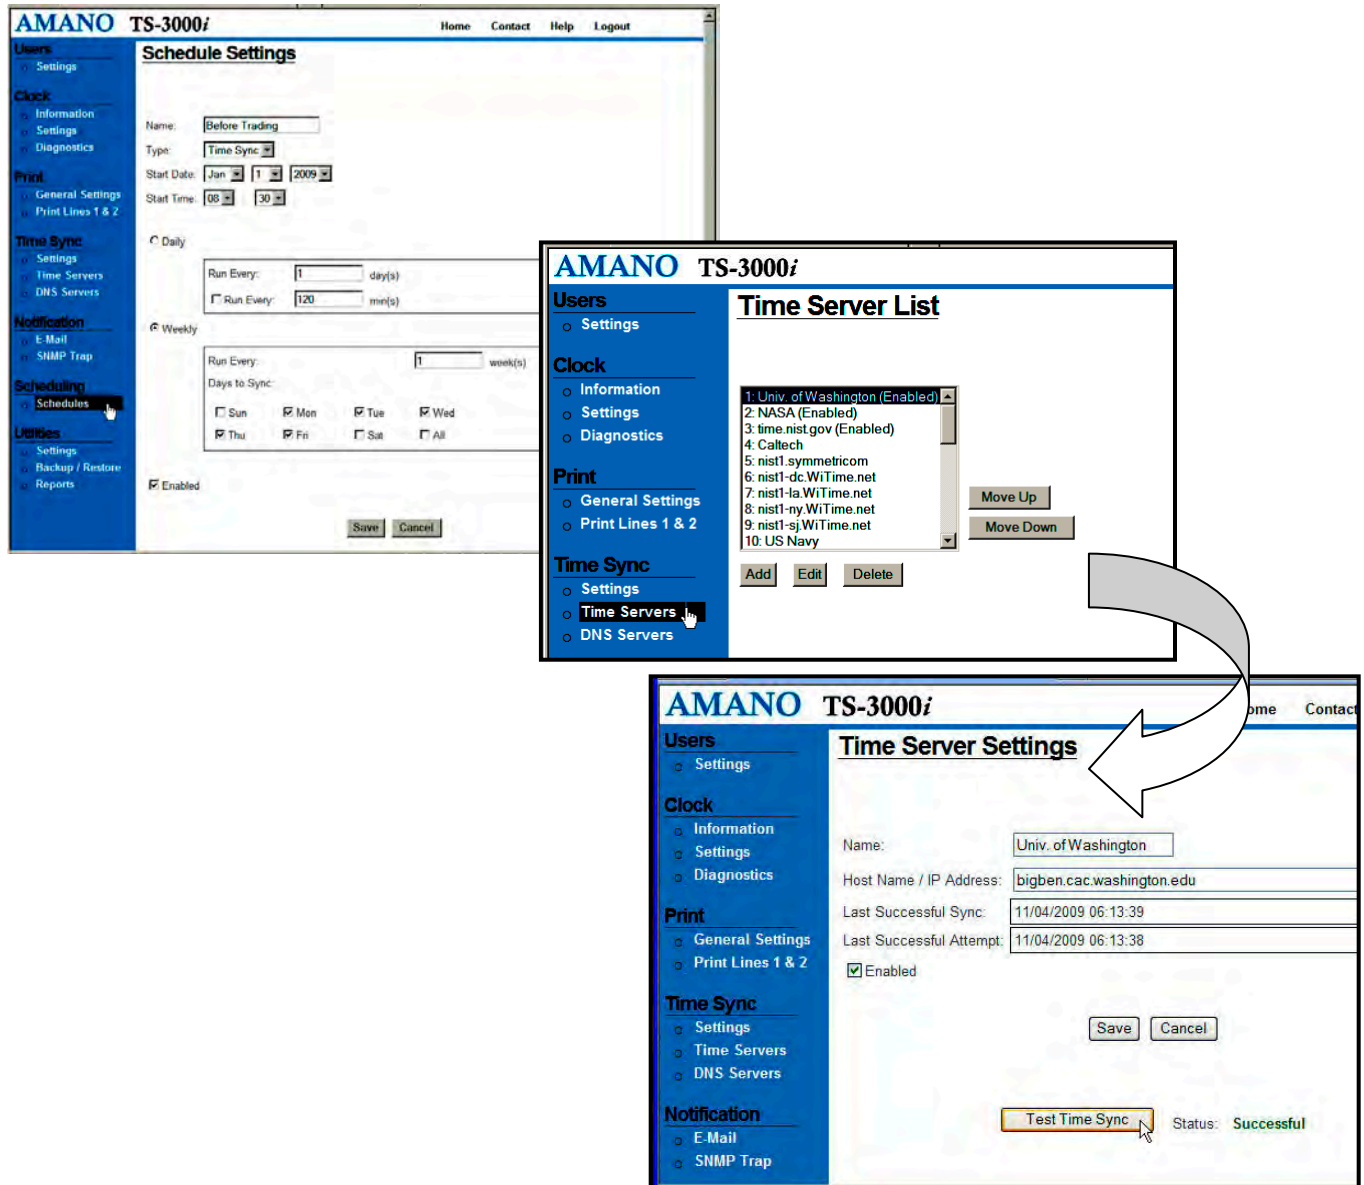 AMANO TS-3000i
Home Contact Help Logout
Users
Settings
Clock
Information
Settings
Diagnostics
Print
General Settings
Print Lines 1 & 2
Time Sync
Settings
Time Servers
DNS Servers
Notification
E-Mail
SNMP Trap
Scheduling
Schedules
Utilities
Settings
Backup / Restore
Reports
Schedule Settings
Name: Before Trading
Type: Time Sync
Start Date: Jan 1 2009
Start Time: 08 30
Daily
Run Every: 1 day(s)
Run Every: 120 min(s)
Weekly
Run Every: 1 week(s)
Days to Sync:
Sun Mon Tue Wed
Thu Fri Sat All
Enabled
Save Cancel
AMANO TS-3000i
Users
Settings
Clock
Information
Settings
Diagnostics
Print
General Settings
Print Lines 1 & 2
Time Sync
Settings
Time Servers
DNS Servers
Time Server List
1: Univ. of Washington (Enabled)
2: NASA (Enabled)
3: time.nist.gov (Enabled)
4: Caltech
5: nist1.symmetricom
6: nist1-dc.WiTime.net
7: nist1-la.WiTime.net
8: nist1-ny.WiTime.net
9: nist1-sj.WiTime.net
10: US Navy
Move Up
Move Down
Add Edit Delete
AMANO TS-3000i
ome Contact
Users
Settings
Clock
Information
Settings
Diagnostics
Print
General Settings
Print Lines 1 & 2
Time Sync
Settings
Time Servers
DNS Servers
Notification
E-Mail
SNMP Trap
Time Server Settings
Name: Univ. of Washington
Host Name / IP Address: bigben.cac.washington.edu
Last Successful Sync: 11/04/2009 06:13:39
Last Successful Attempt: 11/04/2009 06:13:38
Enabled
Save Cancel
Test Time Sync Status: Successful